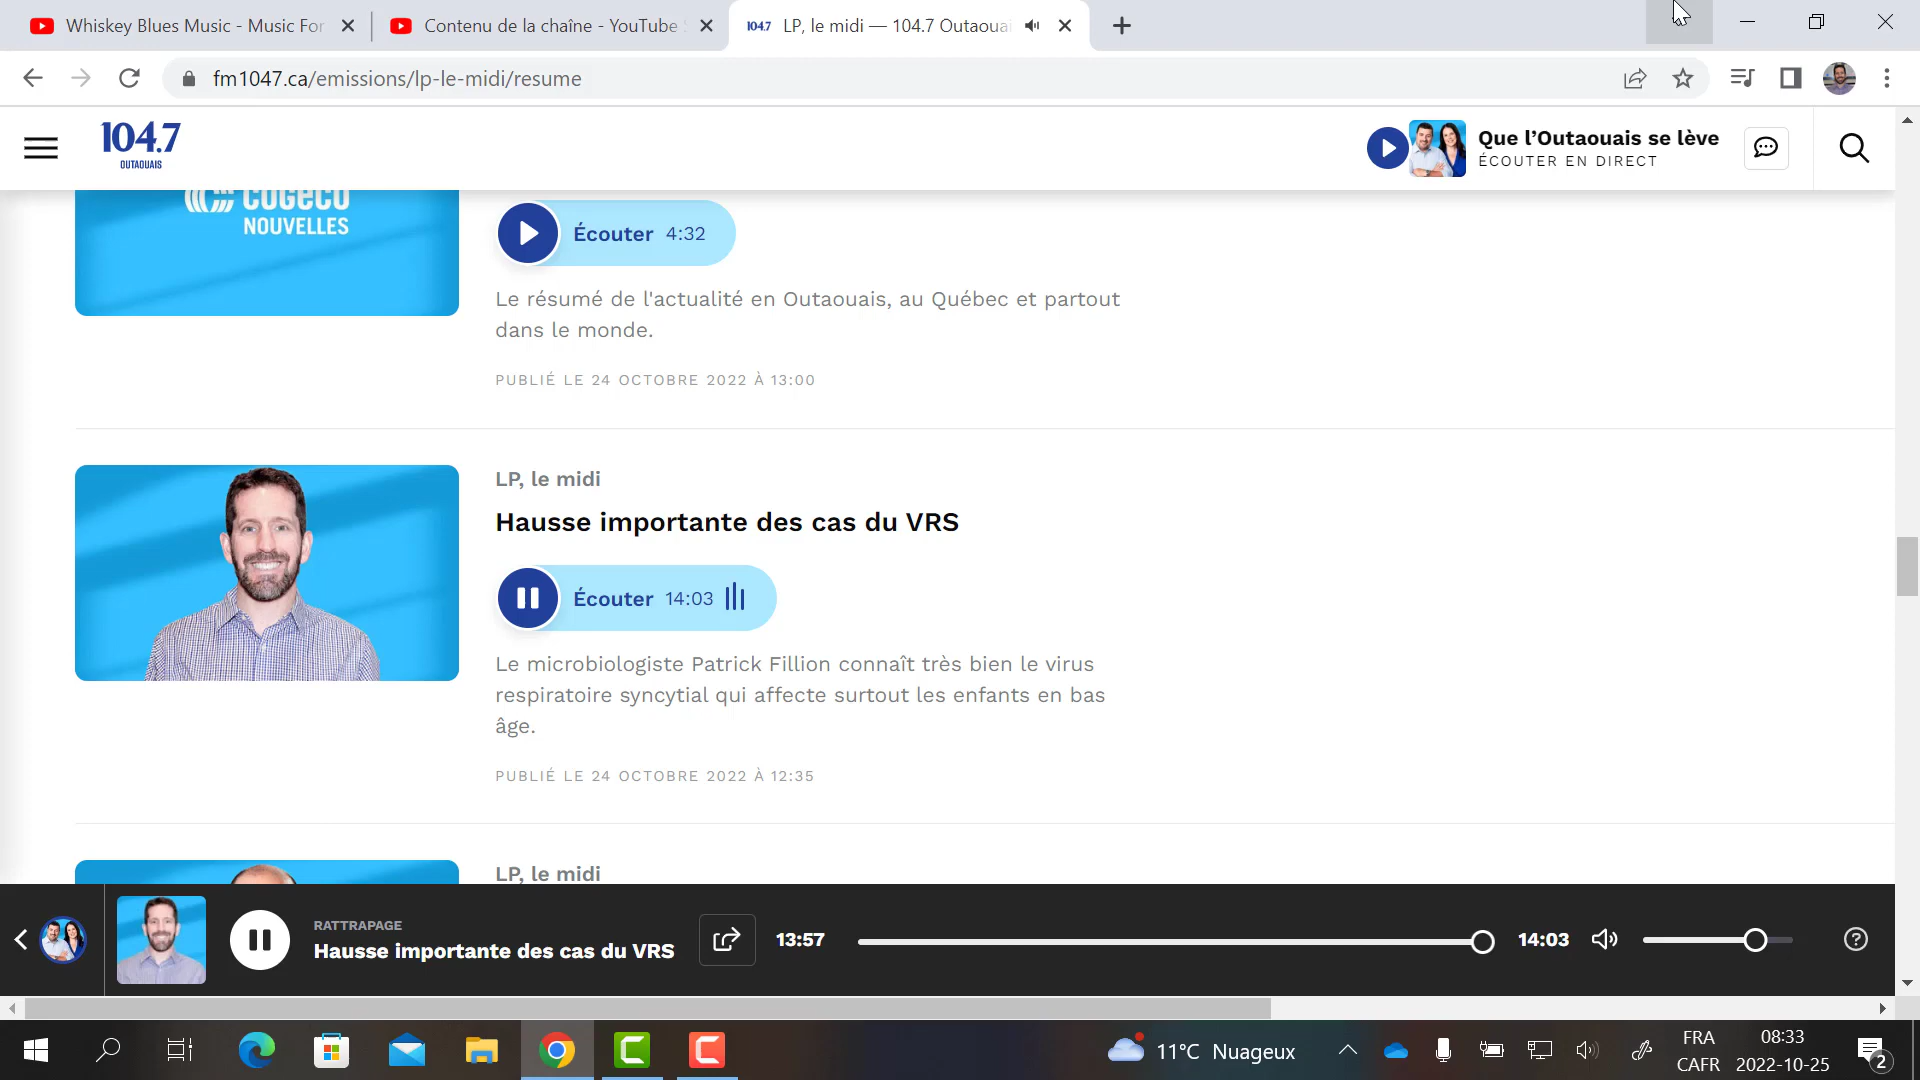 Whiskey Blues Music - Music For
Contenu de la chaîne - YouTube
104.7 LP, le midi — 104.7 Outaouai
fm1047.ca/emissions/lp-le-midi/resume
104.7
OUTAOUAIS
Que l'Outaouais se lève
ÉCOUTER EN DIRECT
COGECO
NOUVELLES
Écouter 4:32
Le résumé de l'actualité en Outaouais, au Québec et partout
dans le monde.
PUBLIÉ LE 24 OCTOBRE 2022 À 13:00
LP, le midi
Hausse importante des cas du VRS
Écouter 14:03
Le microbiologiste Patrick Fillion connaît très bien le virus
respiratoire syncytial qui affecte surtout les enfants en bas
âge.
PUBLIÉ LE 24 OCTOBRE 2022 À 12:35
LP, le midi
RATTRAPAGE
Hausse importante des cas du VRS
13:57
14:03
11°C Nuageux
FRA
CAFR
08:33
2022-10-25
2